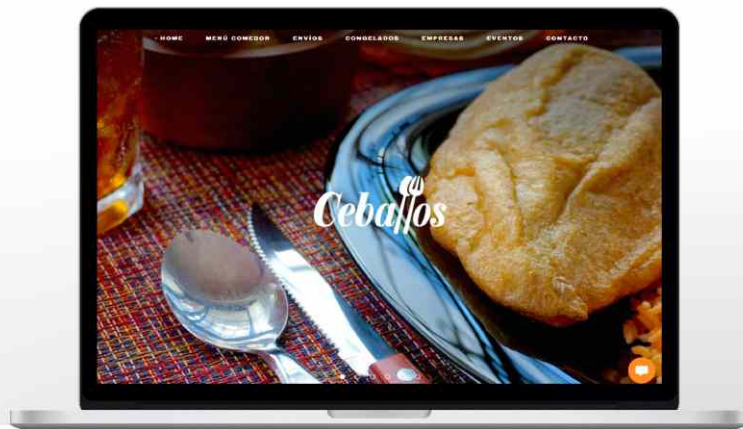 - HOME MENÚ COMEDOR ENVÍOS CONGELADOS EMPRESAS EVENTOS CONTACTO
Ceballos